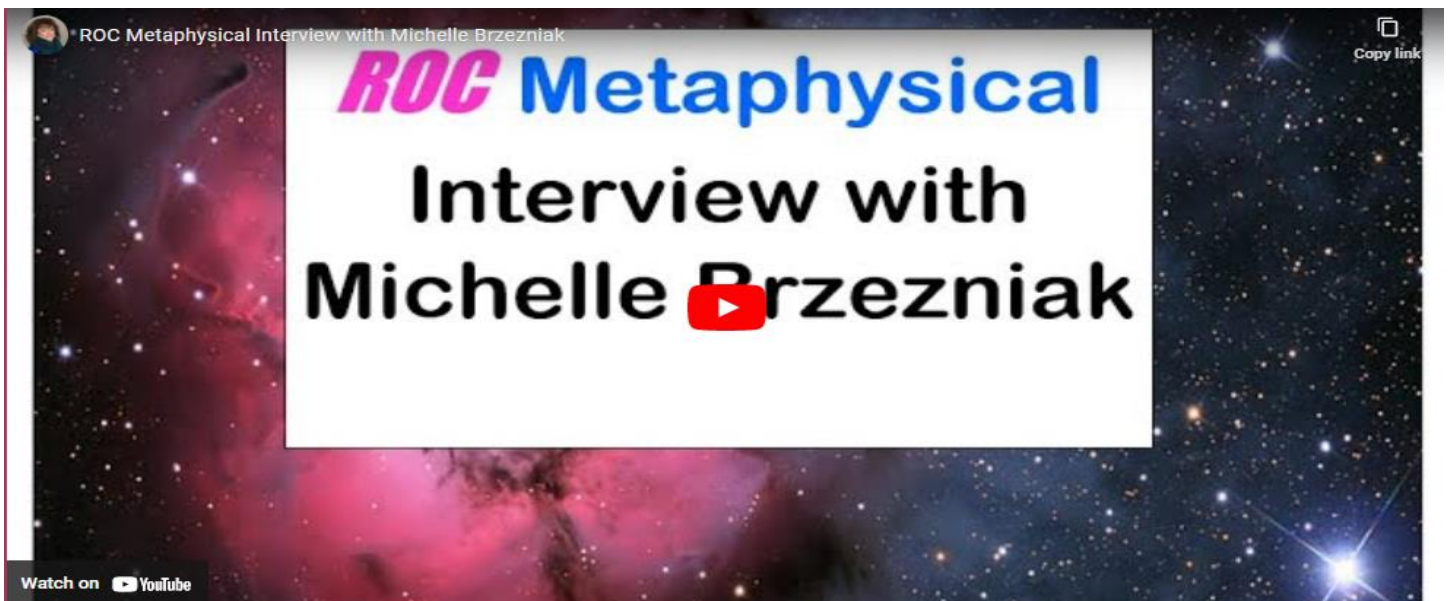 ROC Metaphysical Interview with Michelle Brzezniak
Copy link
ROC Metaphysical
Interview with
Michelle Brzezniak
Watch on YouTube